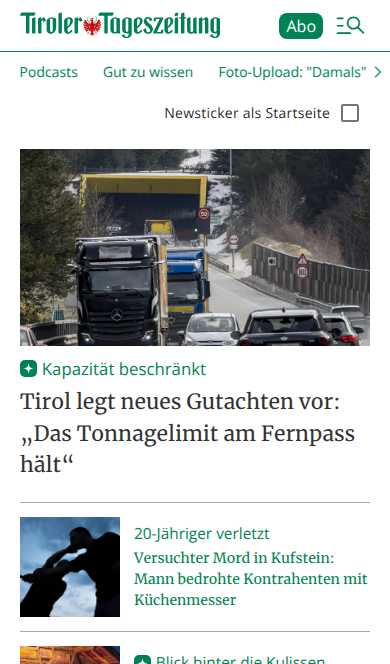 Tiroler Tageszeitung
Abo
Podcasts Gut zu wissen Foto-Upload: "Damals"
Newsticker als Startseite
50
Kapazität beschränkt
Tirol legt neues Gutachten vor:
„Das Tonnagelimit am Fernpass
hält“
20-Jähriger verletzt
Versuchter Mord in Kufstein:
Mann bedrohte Kontrahenten mit
Küchenmesser
Blick hinter die Kulissen